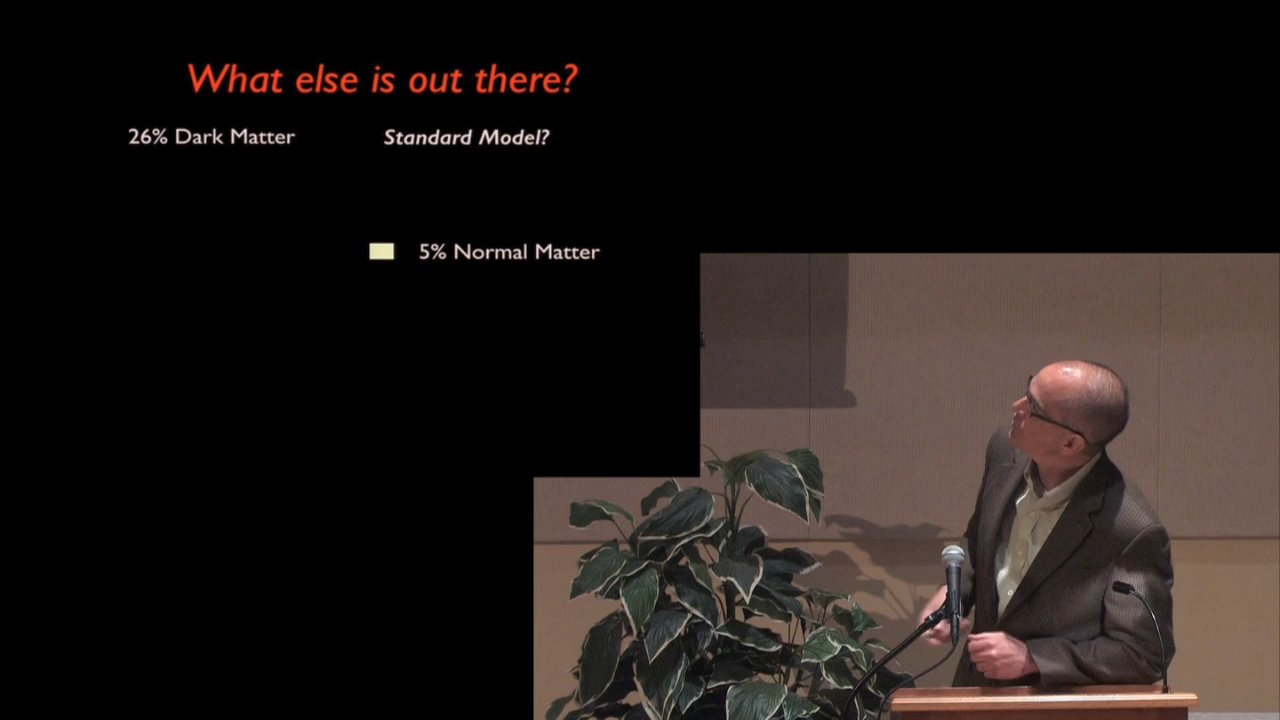 What else is out there?
26% Dark Matter
Standard Model?
5% Normal Matter